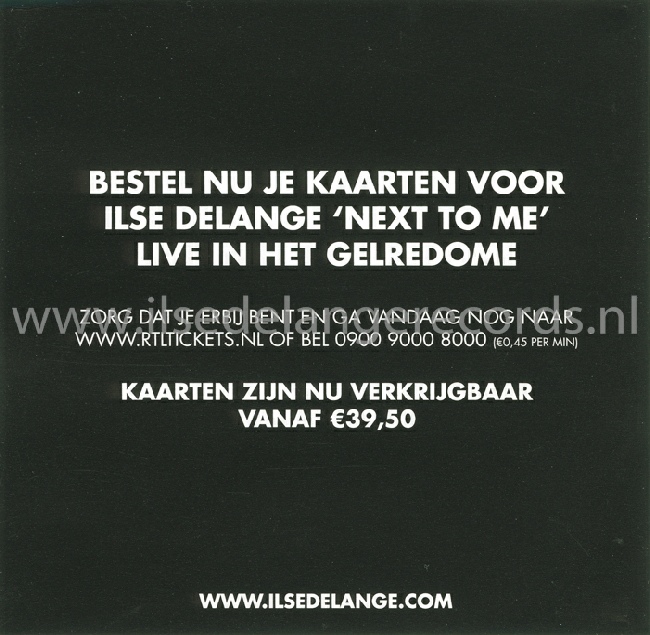 BESTEL NU JE KAARTEN VOOR
ILSE DELANGE 'NEXT TO ME'
LIVE IN HET GELREDOME
ZORG DAT JE ERBIJ BENT EN GA VANDAAG NOG NAAR
www.ilsedelangerecords.nl
WWW.RTLTICKETS.NL OF BEL 0900 9000 8000 (€0,45 PER MIN)
KAARTEN ZIJN NU VERKRIJGBAAR
VANAF €39,50
WWW.ILSEDELANGE.COM